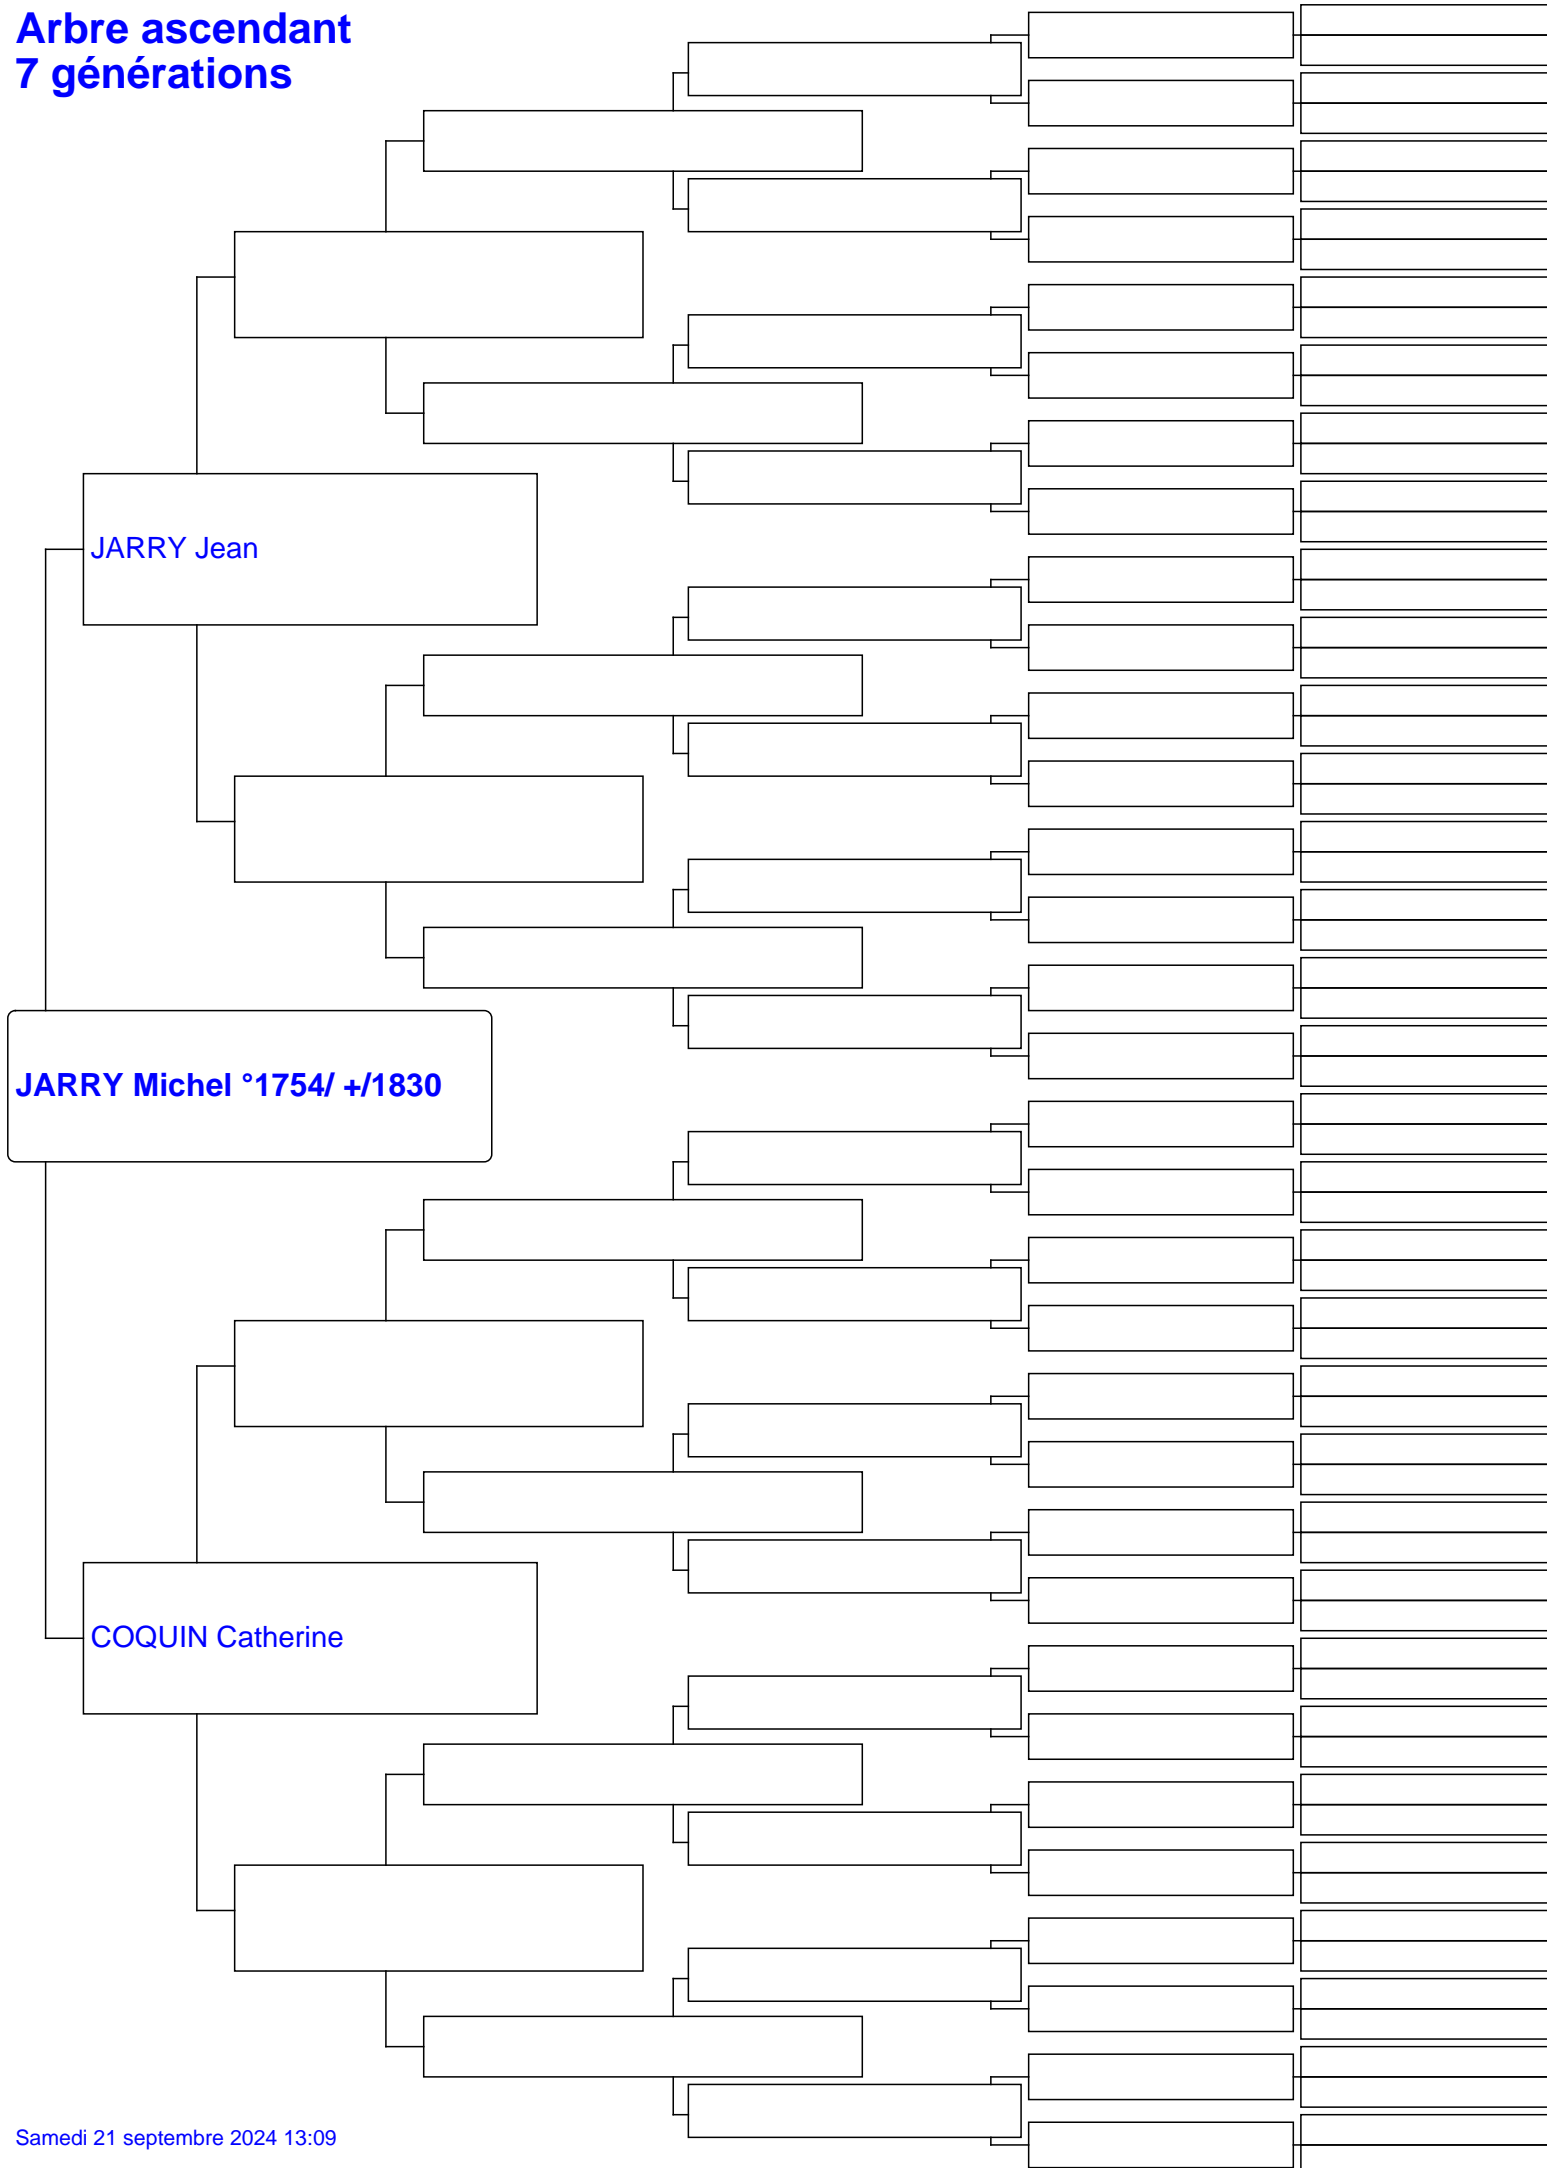 Arbre ascendant
7 générations
JARRY Jean
JARRY Michel °1754/ +/1830
COQUIN Catherine
Samedi 21 septembre 2024 13:09